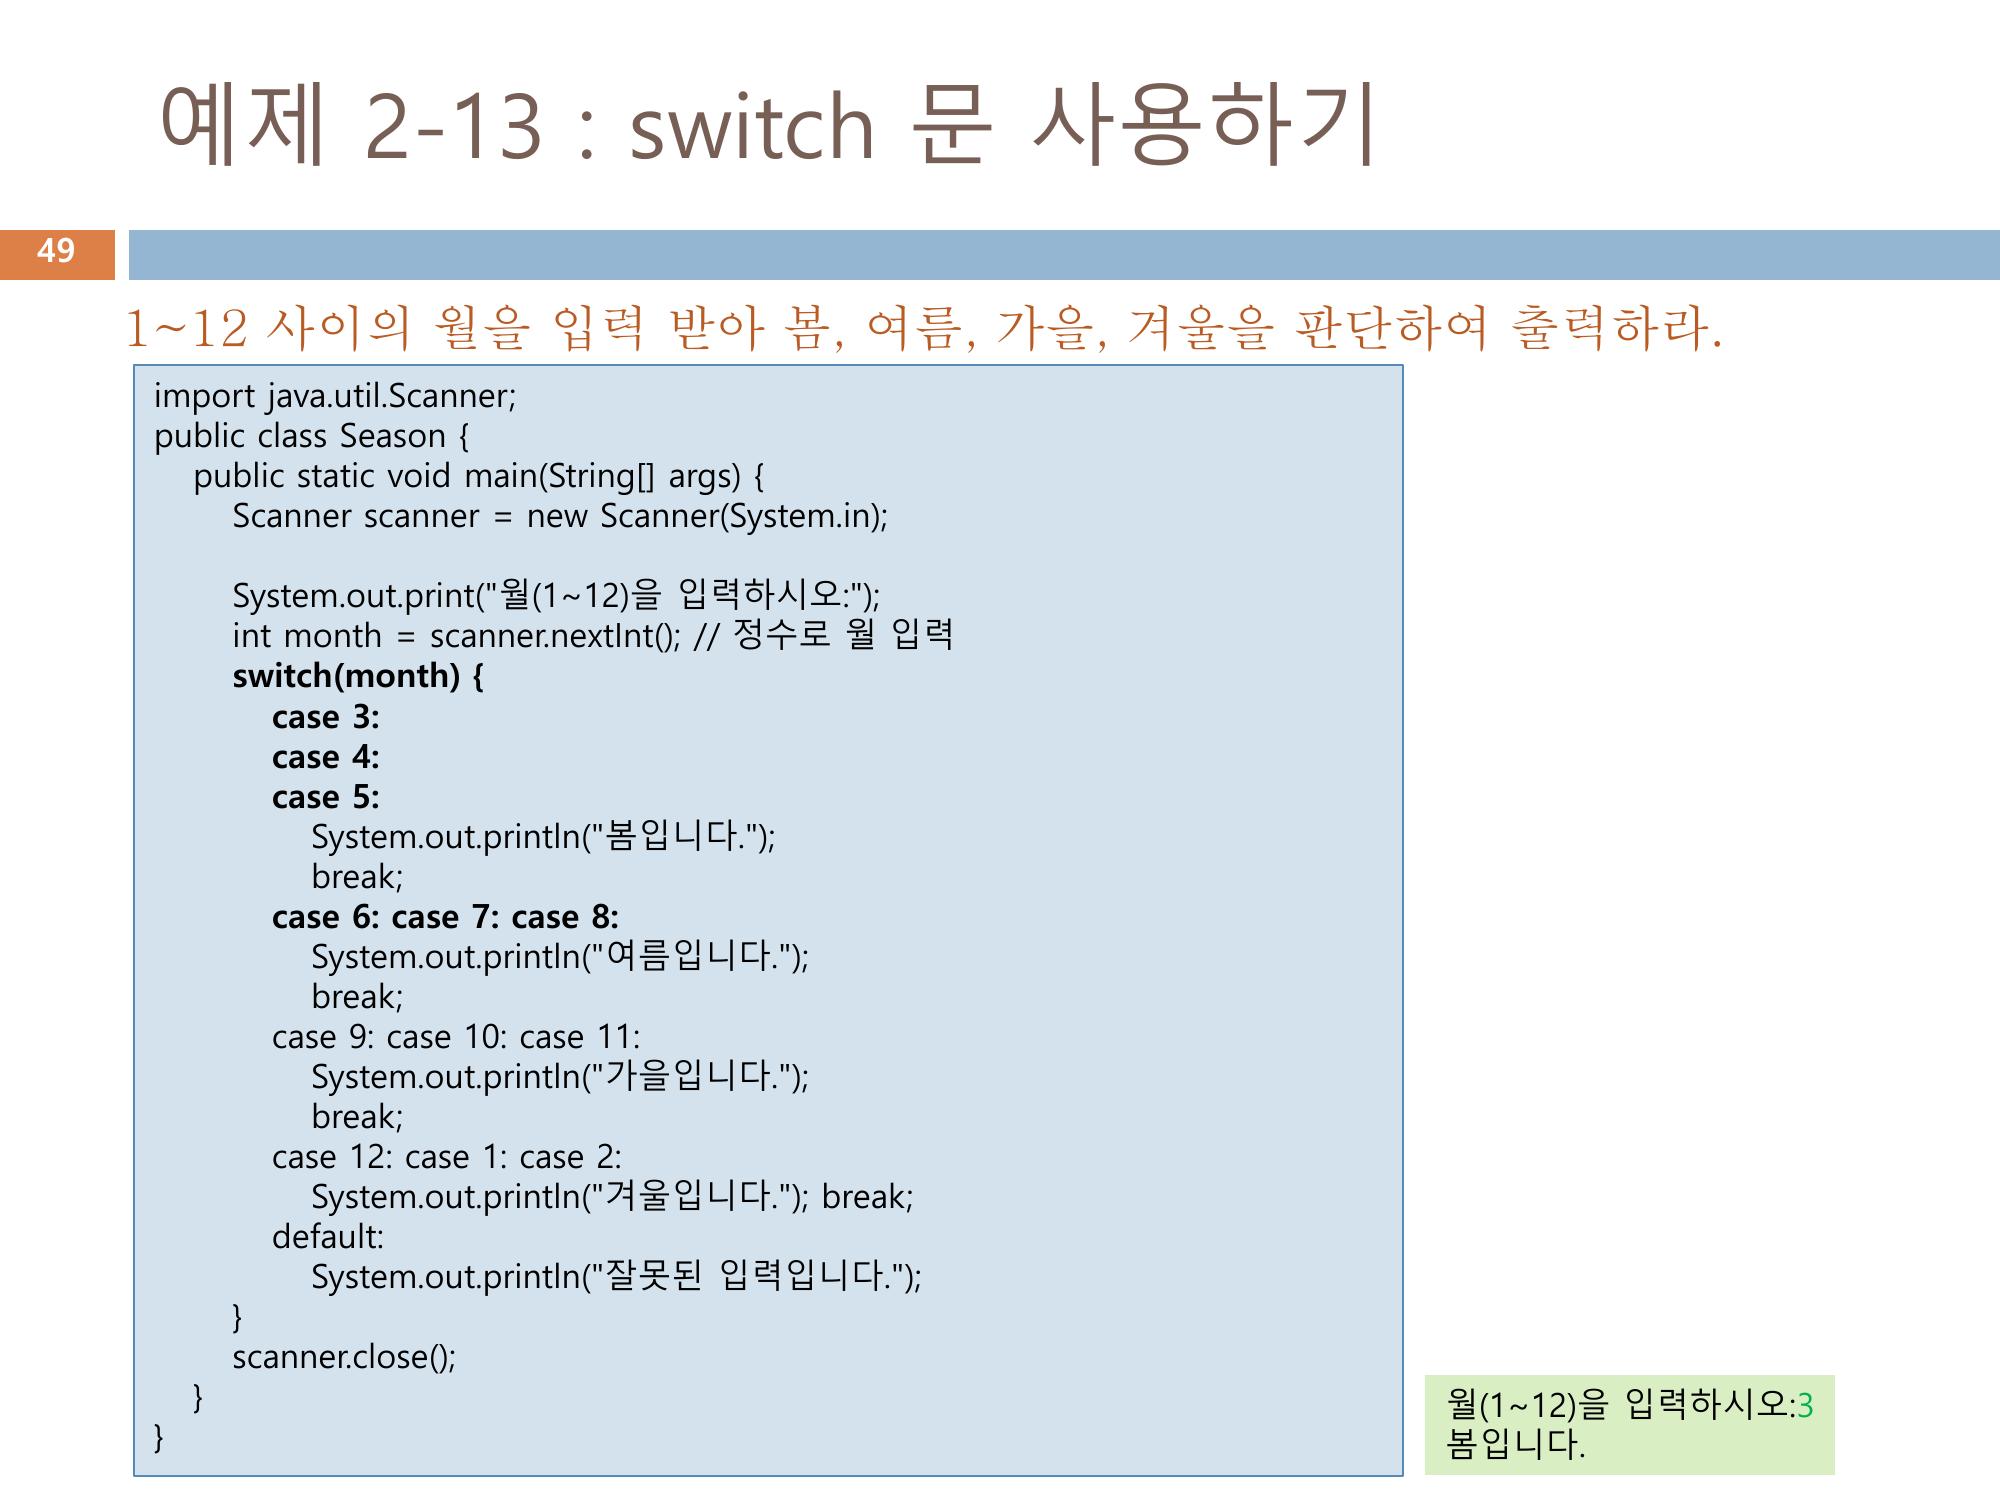 예제 2-13 : switch 문 사용하기
49
1~12 사이의 월을 입력 받아 봄, 여름, 가을, 겨울을 판단하여 출력하라.
import java.util.Scanner;
public class Season {
public static void main(String[] args) {
Scanner scanner = new Scanner(System.in);
System.out.print("월(1~12)을 입력하시오:");
int month = scanner.nextInt(); // 정수로 월 입력
switch(month) {
case 3:
case 4:
case 5:
System.out.println("봄입니다.");
break;
case 6: case 7: case 8:
System.out.println("여름입니다.");
break;
case 9: case 10: case 11:
System.out.println("가을입니다.");
break;
case 12: case 1: case 2:
System.out.println("겨울입니다."); break;
default:
System.out.println("잘못된 입력입니다.");
}
scanner.close();
}
}
월(1~12)을 입력하시오:3
봄입니다.